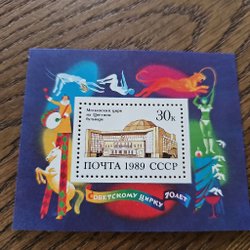 30к
Московский цирк
на Цветном
бульваре
ПОЧТА 1989 СССР
СОВЕТСКОМУ ЦИРКУ 70 ЛЕТ